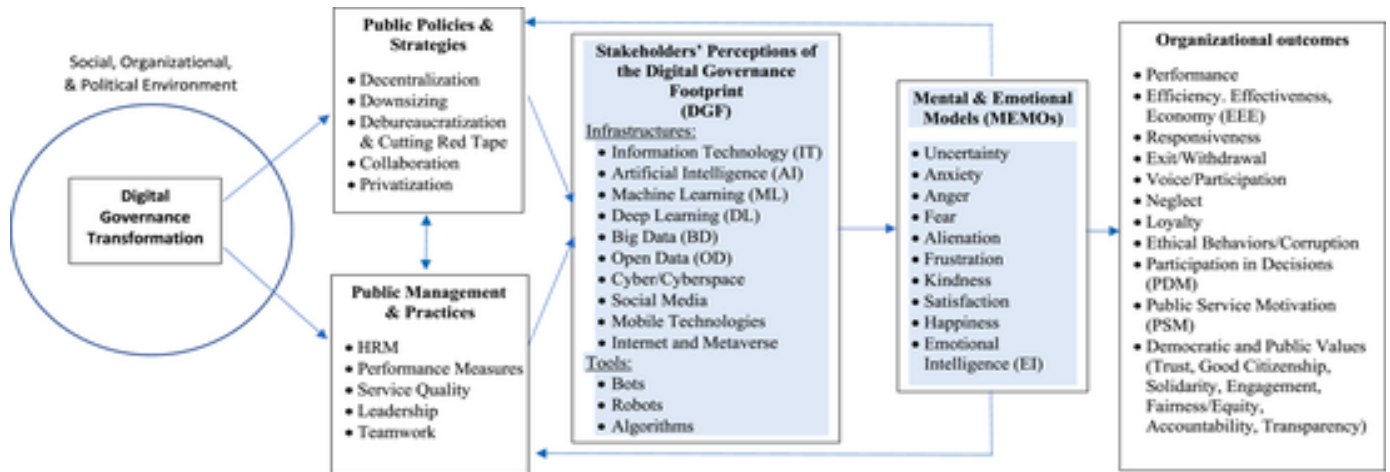 Social, Organizational,
& Political Environment
Digital
Governance
Transformation
Public Policies &
Strategies
• Decentralization
• Downsizing
• Debureaucratization
& Cutting Red Tape
• Collaboration
• Privatization
Public Management
& Practices
• HRM
• Performance Measures
• Service Quality
• Leadership
• Teamwork
Stakeholders' Perceptions of
the Digital Governance
Footprint
(DGF)
Infrastructures:
• Information Technology (IT)
• Artificial Intelligence (AI)
• Machine Learning (ML)
• Deep Learning (DL)
• Big Data (BD)
• Open Data (OD)
• Cyber/Cyberspace
• Social Media
• Mobile Technologies
• Internet and Metaverse
Tools:
• Bots
• Robots
• Algorithms
Mental & Emotional
Models (MEMOs)
• Uncertainty
• Anxiety
• Anger
• Fear
• Alienation
• Frustration
• Kindness
• Satisfaction
• Happiness
• Emotional
Intelligence (EI)
Organizational outcomes
• Performance
• Efficiency. Effectiveness,
Economy (EEE)
• Responsiveness
• Exit/Withdrawal
• Voice/Participation
• Neglect
• Loyalty
• Ethical Behaviors/Corruption
• Participation in Decisions
(PDM)
• Public Service Motivation
(PSM)
• Democratic and Public Values
(Trust, Good Citizenship,
Solidarity, Engagement,
Fairness/Equity,
Accountability, Transparency)